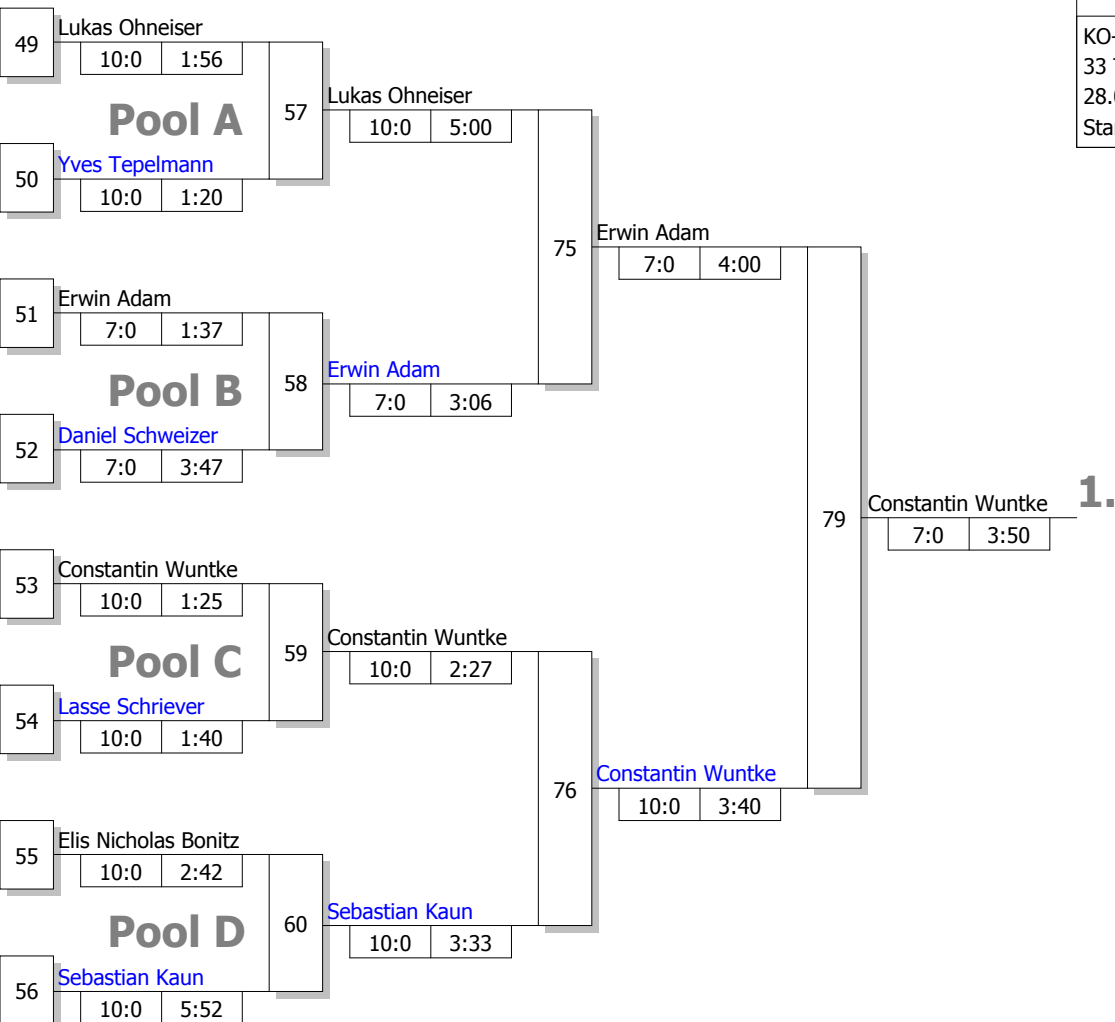 49
Lukas Ohneiser
10:0 1:56
Pool A
57
Lukas Ohneiser
10:0 5:00
50
Yves Tepelmann
10:0 1:20
75
Erwin Adam
7:0 4:00
51
Erwin Adam
7:0 1:37
Pool B
58
Erwin Adam
7:0 3:06
52
Daniel Schweizer
7:0 3:47
79
Constantin Wuntke
7:0 3:50
1.
53
Constantin Wuntke
10:0 1:25
Pool C
59
Constantin Wuntke
10:0 2:27
54
Lasse Schriever
10:0 1:40
76
Constantin Wuntke
10:0 3:40
55
Elis Nicholas Bonitz
10:0 2:42
Pool D
60
Sebastian Kaun
10:0 3:33
56
Sebastian Kaun
10:0 5:52
KO-
33
28.